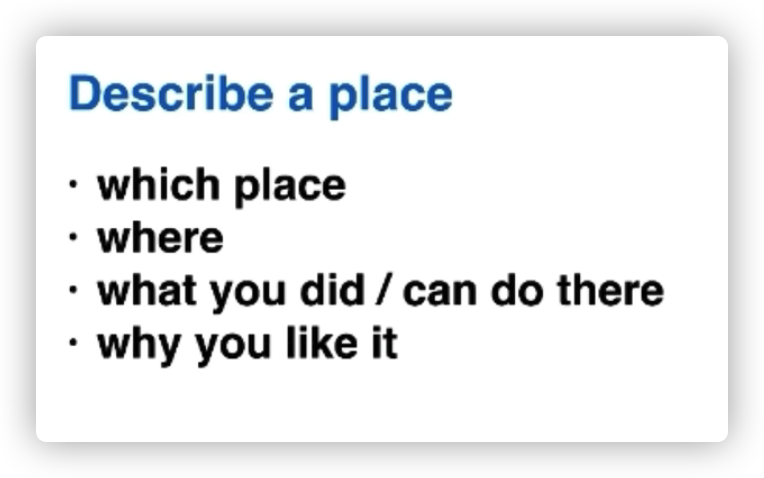 Describe a place
· which place
· where
· what you did / can do there
· why you like it